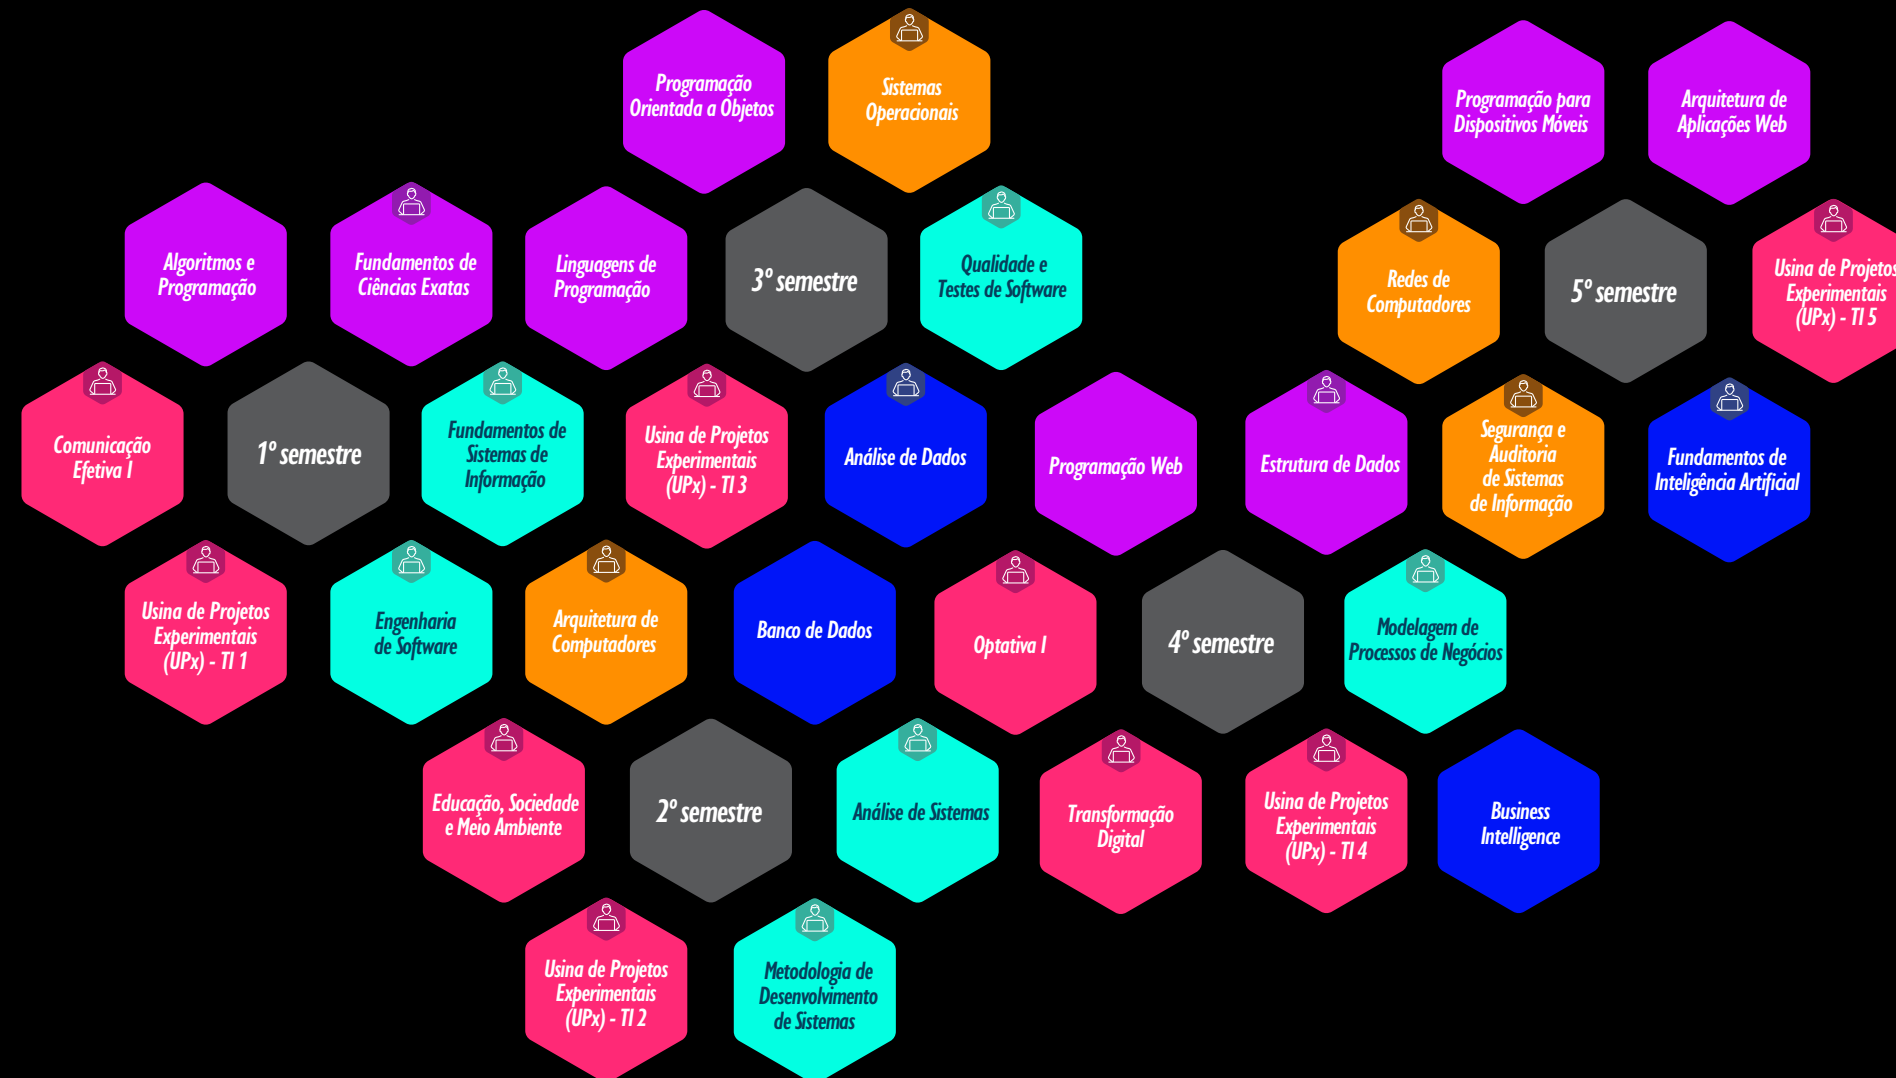 Programação
Orientada a Objetos
Sistemas
Operacionais
Programação para
Dispositivos Móveis
Arquitetura de
Aplicações Web
Algoritmos e
Programação
Fundamentos de
Ciências Exatas
Linguagens de
Programação
3º semestre
Qualidade e
Testes de Software
Redes de
Computadores
5º semestre
Usina de Projetos
Experimentais
(UPx) - TI 5
Comunicação
Efetiva I
1º semestre
Fundamentos de
Sistemas de
Informação
Usina de Projetos
Experimentais
(UPx) - TI 3
Análise de Dados
Programação Web
Estrutura de Dados
Segurança e
Auditoria
de Sistemas
de Informação
Fundamentos de
Inteligência Artificial
Usina de Projetos
Experimentais
(UPx) - TI 1
Engenharia
de Software
Arquitetura de
Computadores
Banco de Dados
Optativa I
4º semestre
Modelagem de
Processos de Negócios
Educação, Sociedade
e Meio Ambiente
2º semestre
Análise de Sistemas
Transformação
Digital
Usina de Projetos
Experimentais
(UPx) - TI 4
Business
Intelligence
Usina de Projetos
Experimentais
(UPx) - TI 2
Metodologia de
Desenvolvimento
de Sistemas